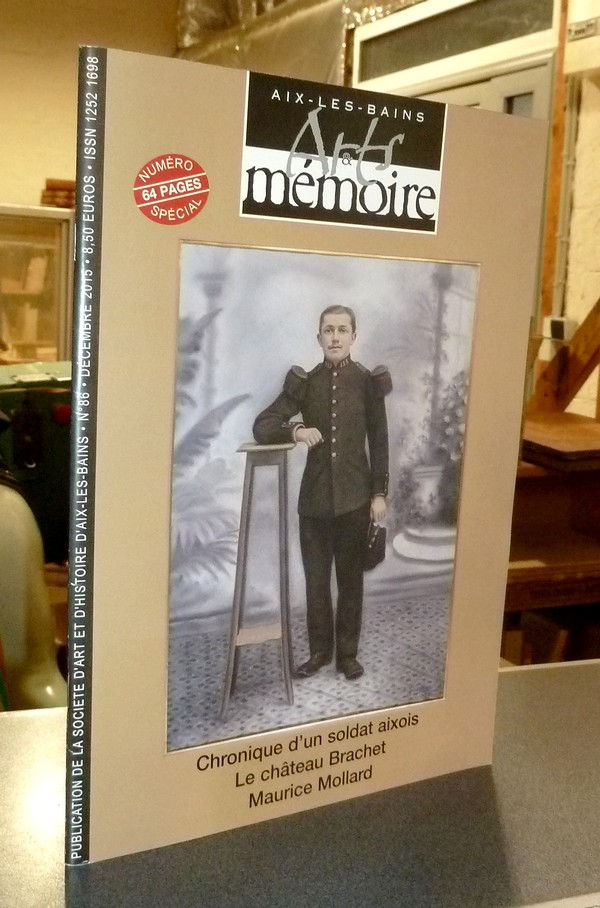 AIX-LES-BAINS
Arts
&
mémoire
NUMÉRO
64 PAGES
SPÉCIAL
Chronique d'un soldat aixois
Le château Brachet
Maurice Mollard
PUBLICATION DE LA SOCIÉTÉ D'ART ET D'HISTOIRE D'AIX-LES-BAINS • N°86 • DÉCEMBRE 2015 • 8,50 EUROS • ISSN 1252 1698